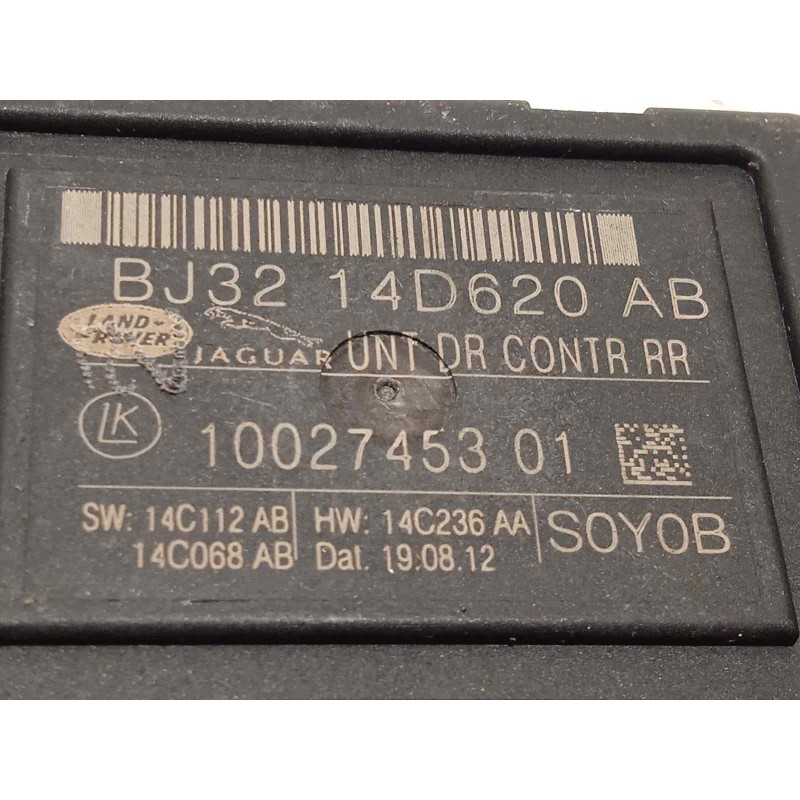 BJ32 14D620 AB
LAND-
ROVER
JAGUAR UNT DR CONTR RR
LK 10027453 01
SW: 14C112 AB HW: 14C236 AA SOYOB
14C068 AB Dat. 19.08.12